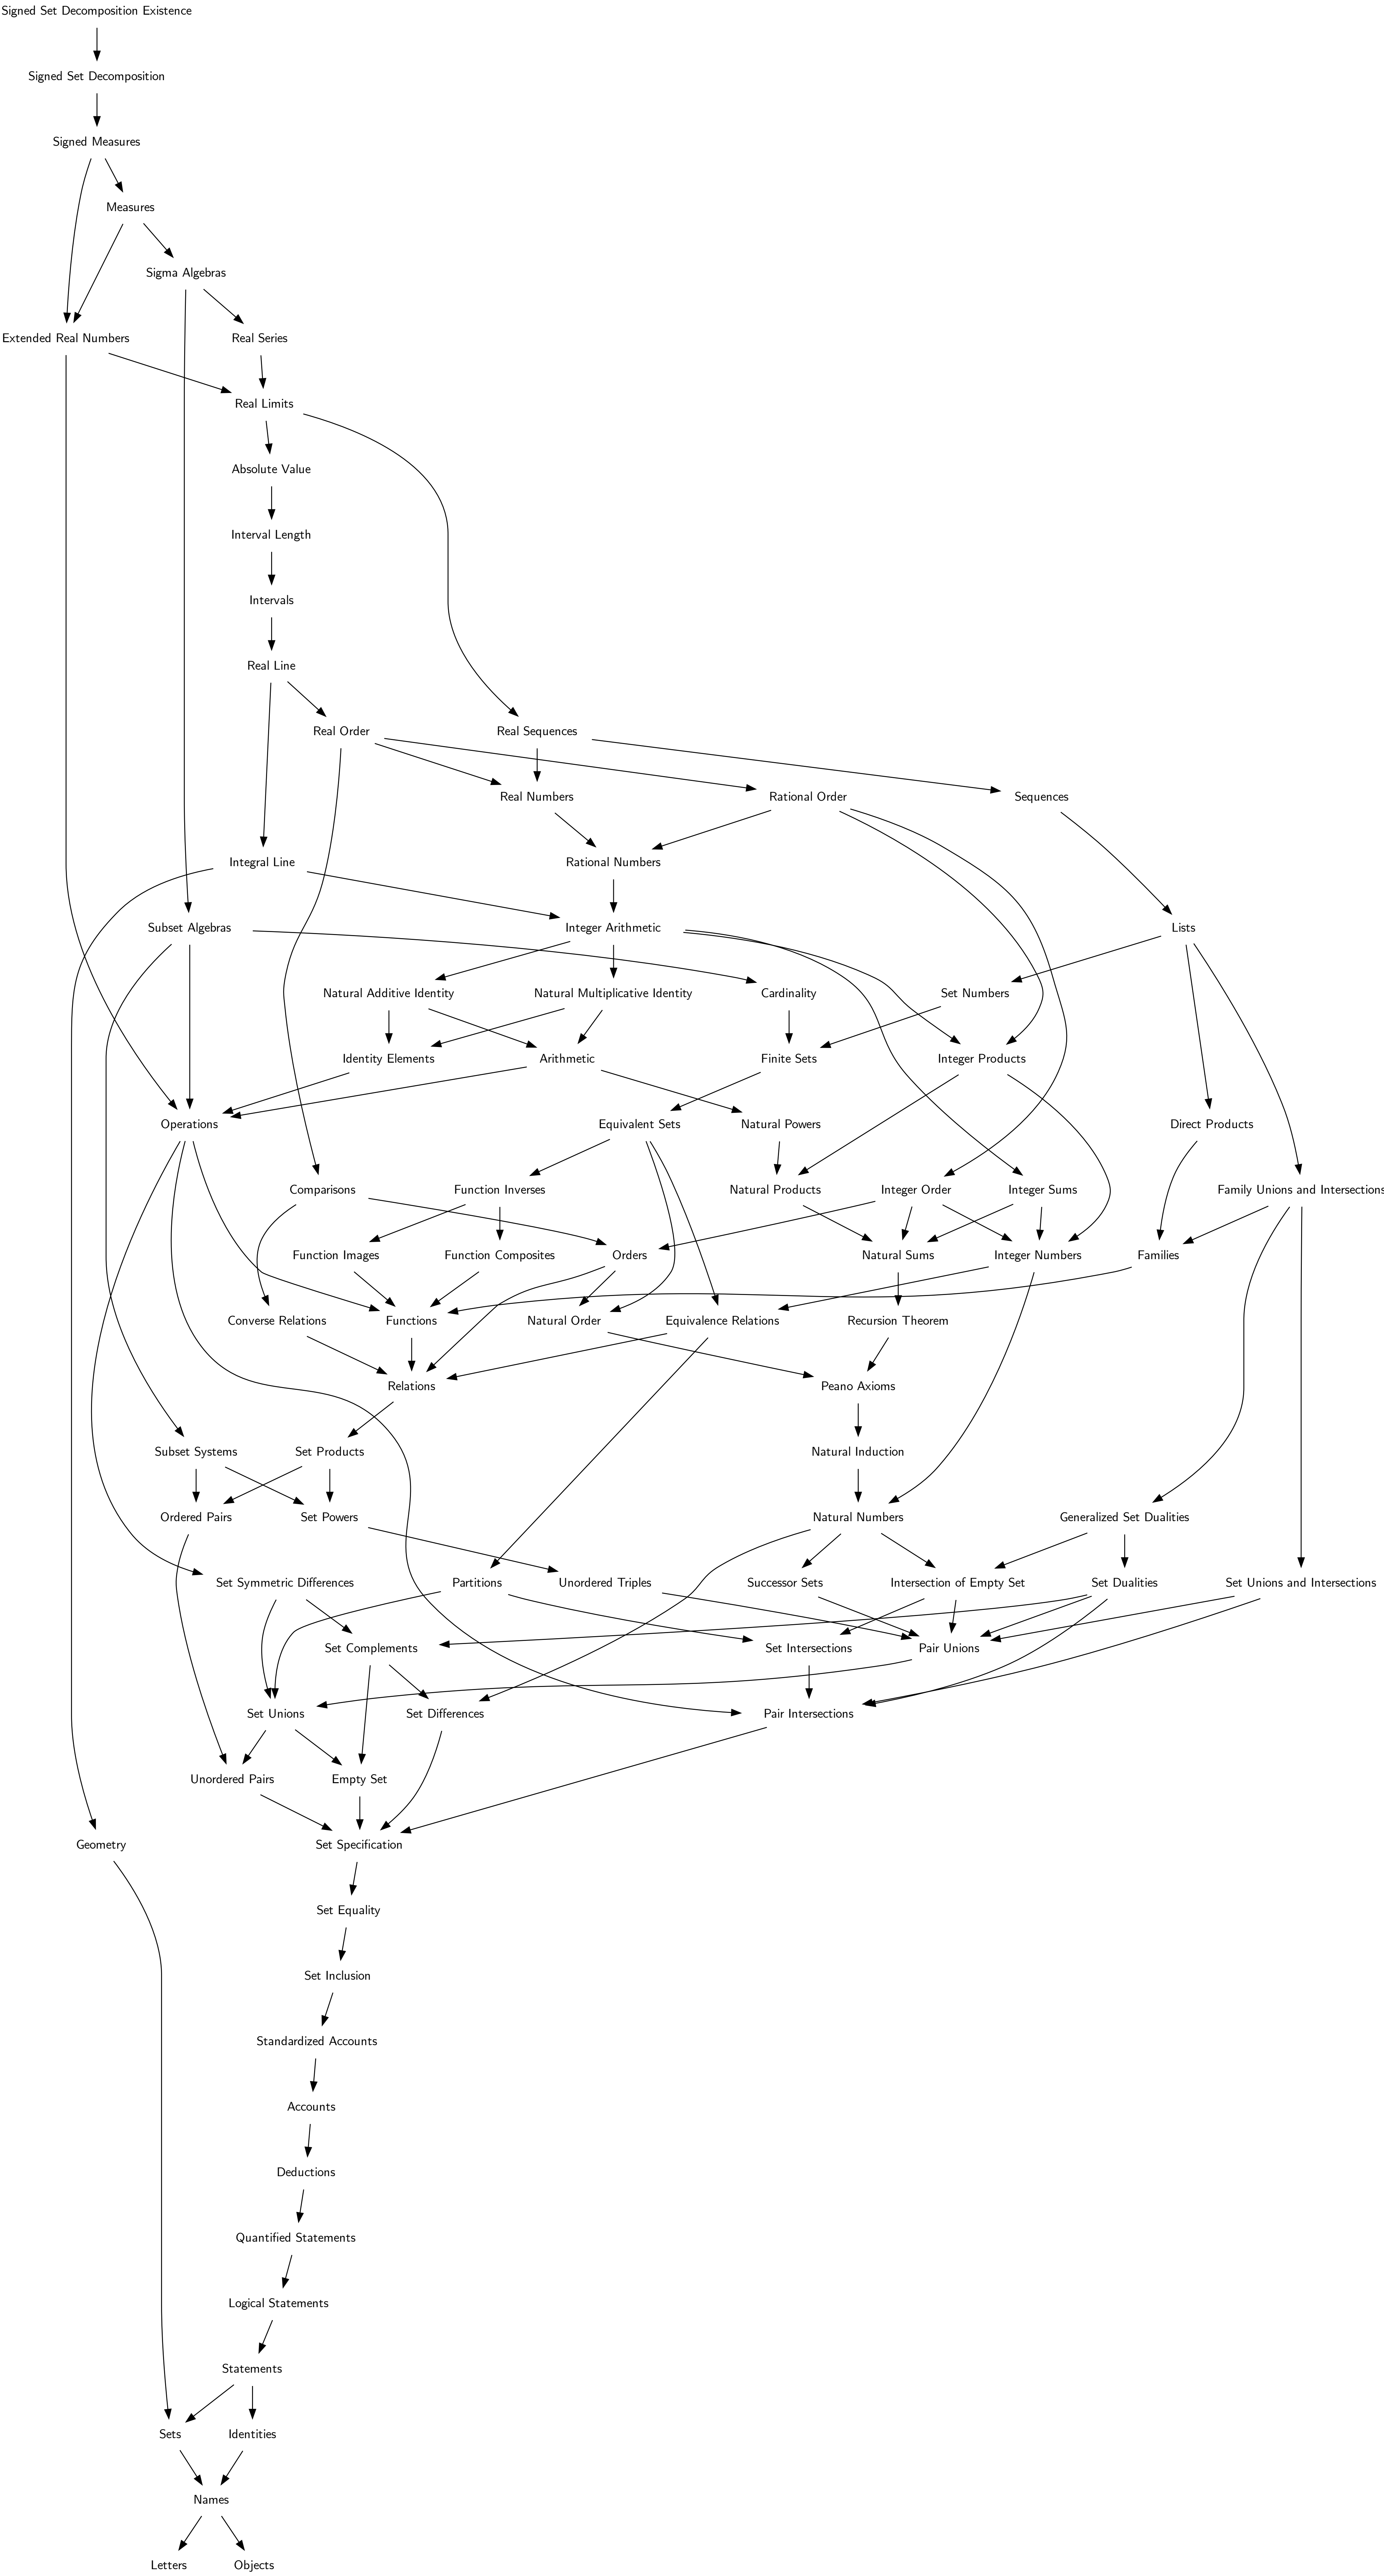 Signed Set Decomposition Existence
Signed Set Decomposition
Signed Measures
Measures
Sigma Algebras
Extended Real Numbers
Real Series
Real Limits
Absolute Value
Interval Length
Intervals
Real Line
Real Order
Real Sequences
Real Numbers
Rational Order
Sequences
Integral Line
Rational Numbers
Subset Algebras
Integer Arithmetic
Lists
Natural Additive Identity
Natural Multiplicative Identity
Cardinality
Set Numbers
Identity Elements
Arithmetic
Finite Sets
Integer Products
Operations
Equivalent Sets
Natural Powers
Direct Products
Comparisons
Function Inverses
Natural Products
Integer Order
Integer Sums
Family Unions and Intersections
Function Images
Function Composites
Orders
Natural Sums
Integer Numbers
Families
Converse Relations
Functions
Natural Order
Equivalence Relations
Recursion Theorem
Relations
Peano Axioms
Subset Systems
Set Products
Natural Induction
Ordered Pairs
Set Powers
Natural Numbers
Generalized Set Dualities
Set Symmetric Differences
Partitions
Unordered Triples
Successor Sets
Intersection of Empty Set
Set Dualities
Set Unions and Intersections
Set Complements
Set Intersections
Pair Unions
Set Unions
Set Differences
Pair Intersections
Unordered Pairs
Empty Set
Geometry
Set Specification
Set Equality
Set Inclusion
Standardized Accounts
Accounts
Deductions
Quantified Statements
Logical Statements
Statements
Sets
Identities
Names
Letters
Objects